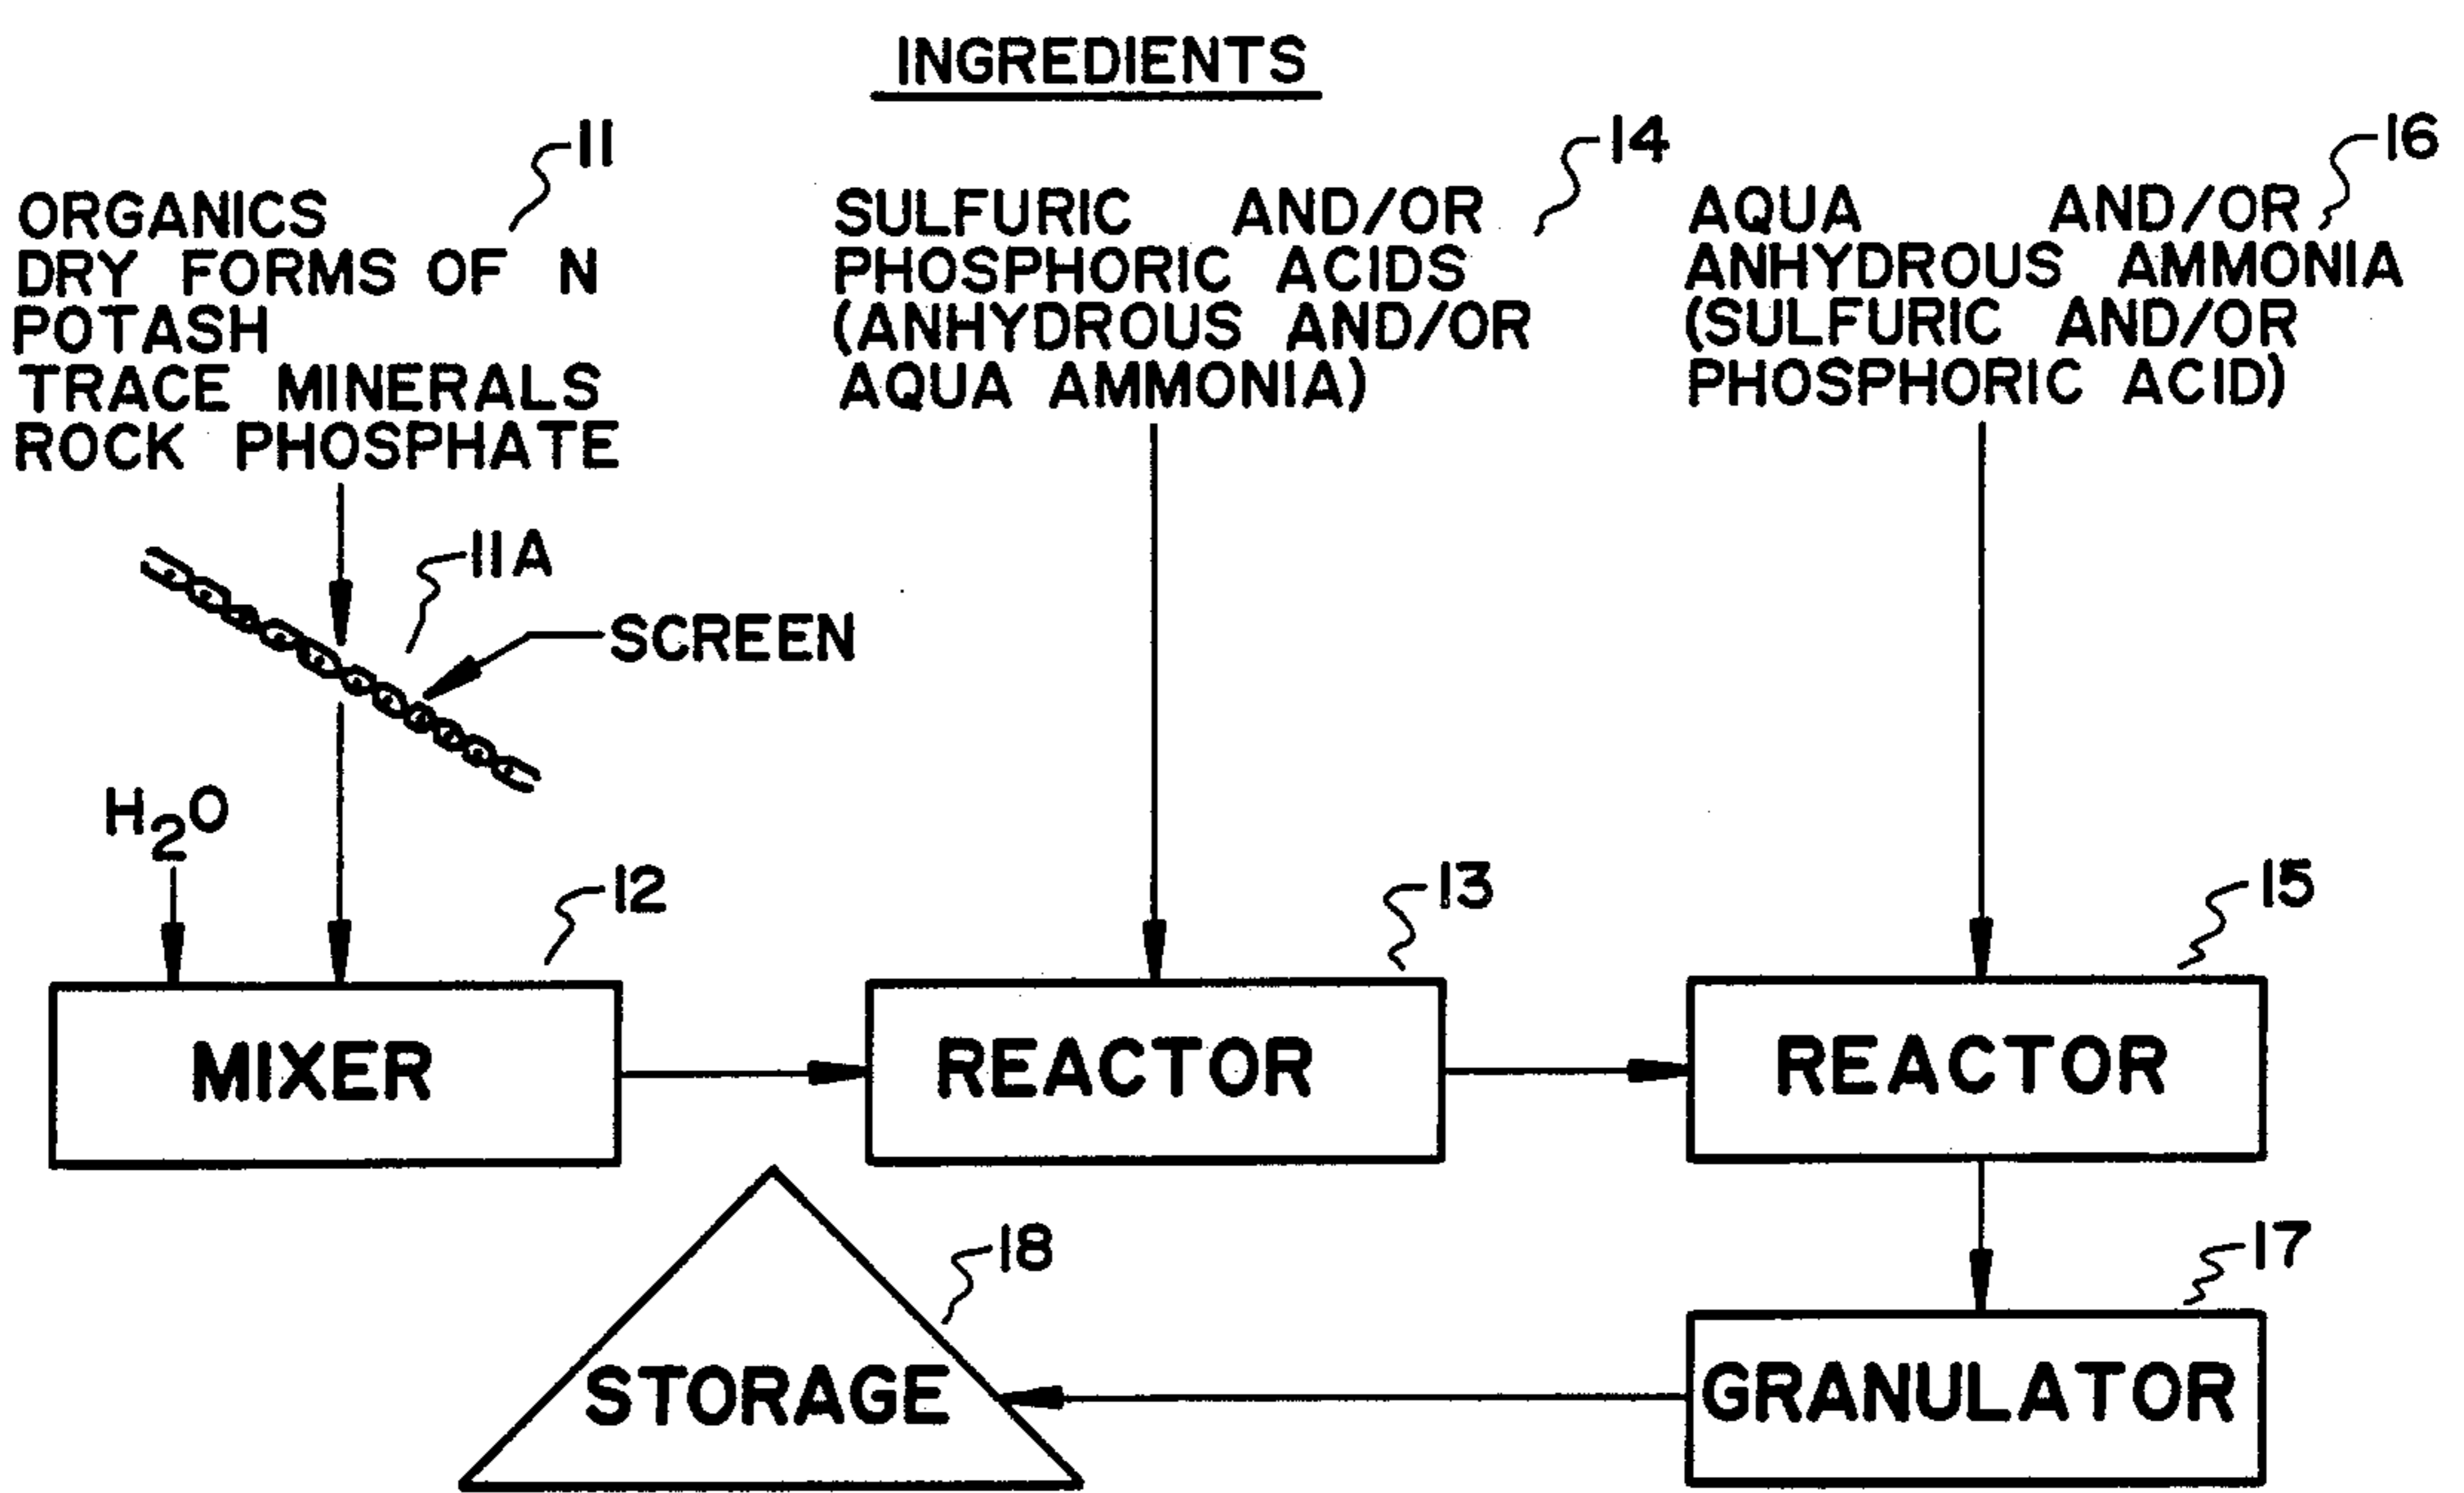 INGREDIENTS
11
ORGANICS
DRY FORMS OF N
POTASH
TRACE MINERALS
ROCK PHOSPHATE
14
SULFURIC AND/OR
PHOSPHORIC ACIDS
(ANHYDROUS AND/OR
AQUA AMMONIA)
16
AQUA AND/OR
ANHYDROUS AMMONIA
(SULFURIC AND/OR
PHOSPHORIC ACID)
11A
SCREEN
H2O
12
13
15
MIXER
REACTOR
REACTOR
18
17
STORAGE
GRANULATOR